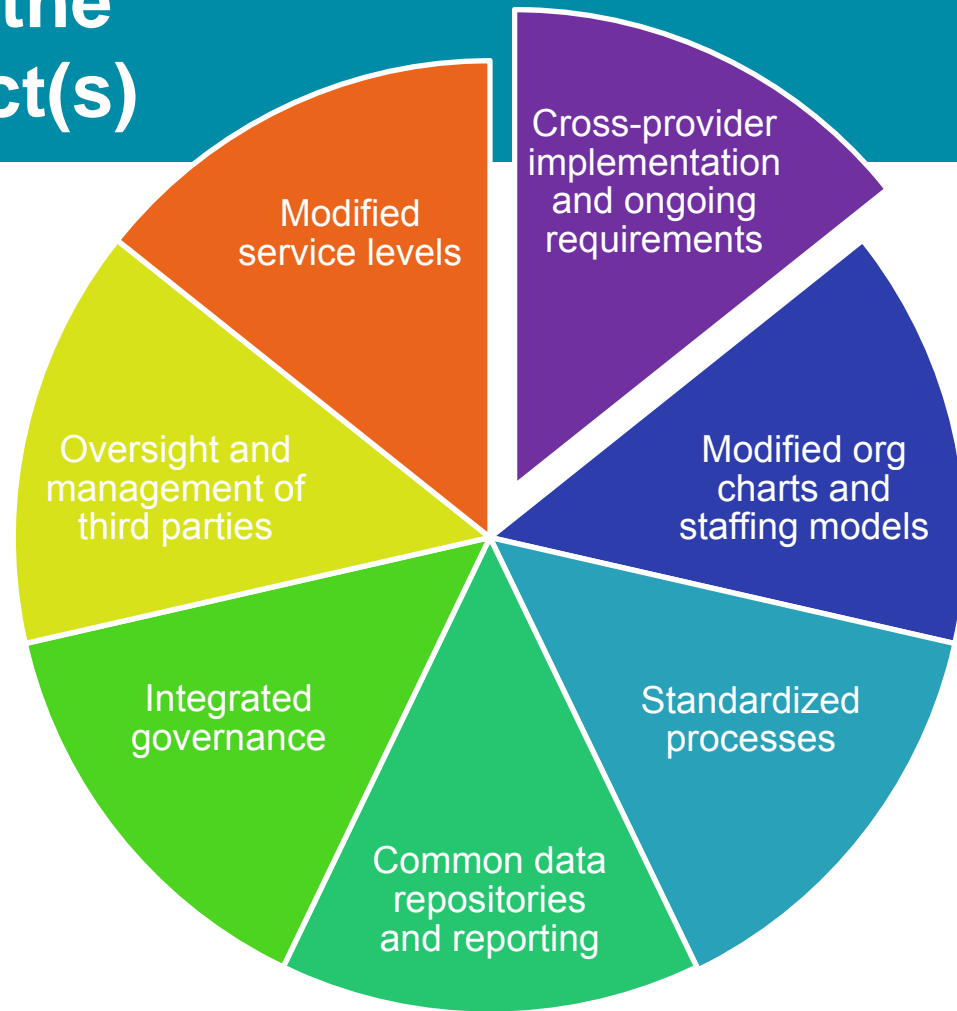 the
ct(s)
Cross-provider
implementation
and ongoing
requirements
Modified org
charts and
staffing models
Standardized
processes
Common data
repositories
and reporting
Integrated
governance
Oversight and
management of
third parties
Modified
service levels